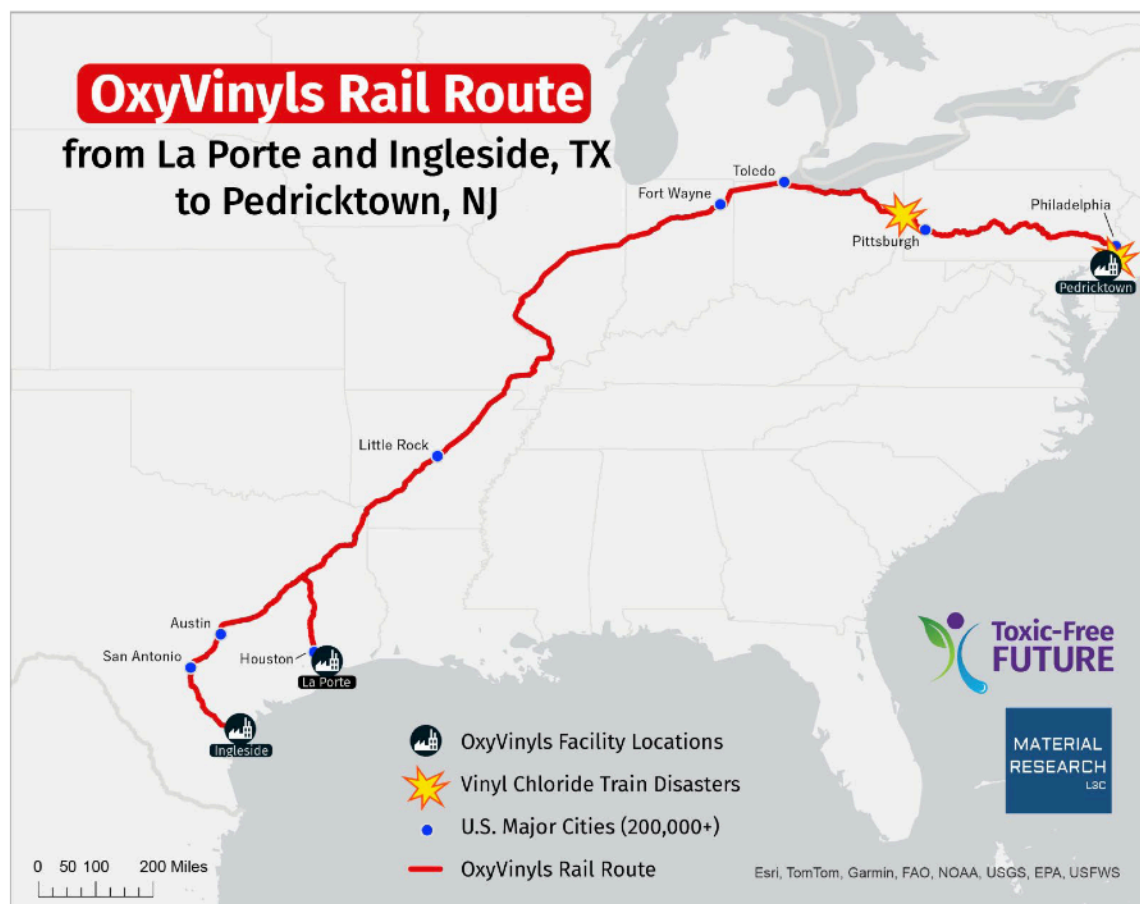 OxyVinyls Rail Route
from La Porte and Ingleside, TX
to Pedricktown, NJ
Toledo
Fort Wayne
Philadelphia
Pittsburgh
Pedricktown
Little Rock
Austin
San Antonio
Houston
La Porte
Ingleside
Toxic-Free
FUTURE
MATERIAL
RESEARCH
L3C
OxyVinyls Facility Locations
Vinyl Chloride Train Disasters
U.S. Major Cities (200,000+)
OxyVinyls Rail Route
0 50 100 200 Miles
Esri, TomTom, Garmin, FAO, NOAA, USGS, EPA, USFWS